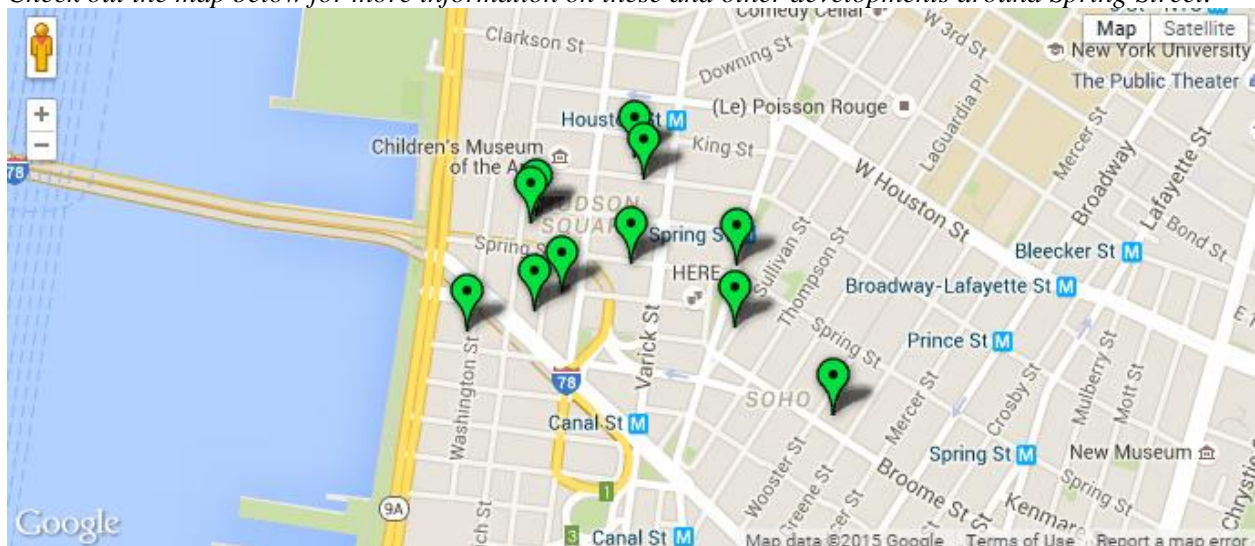 Check out the map below for more information on these and other developments around Spring Street.
Comedy Cellar
Map
Satellite
Clarkson St
W 3rd St
New York University
Downing St
LaGuardia Pl
The Public Theater
Mercer St
Broadway
Lafayette St
+
−
(Le) Poisson Rouge
Houston St M
King St
Children's Museum
of the
78
W Houston St
HUDSON
SQUARE
Bond St
Spring St
Spring St
Sullivan St
Thompson St
Bleecker St M
HERE
Broadway-Lafayette St M
Spring St
Prince St M
Washington St
Varick St
78
Crosby St
Mulberry St
Mott St
SOHO
Mercer St
Canal St M
Spring St M
New Museum
Wooster St
Greene St
Broome St
Spring St
1
9A
Google
3
Canal St M
Map data ©2015 Google
Terms of Use
Report a map error